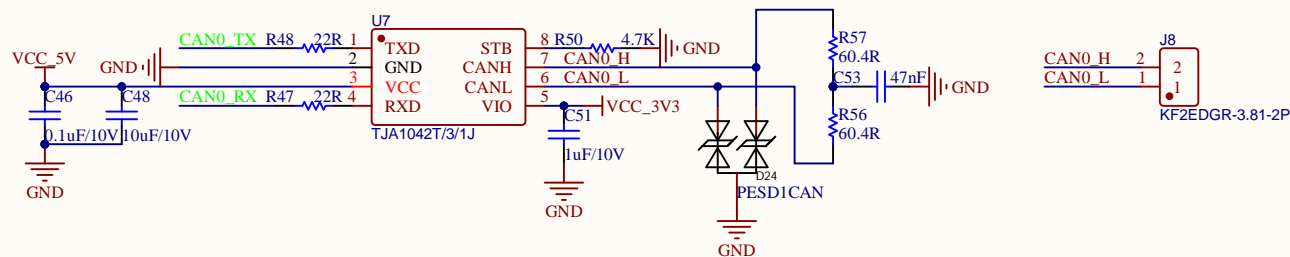 U7
CAN0_TX R48 22R 1 TXD STB 8 R50 4.7K GND
VCC_5V GND 2 GND CANH 7 CAN0_H
3 VCC CANL 6 CAN0_L
CAN0_RX R47 22R 4 RXD VIO 5 VCC_3V3
TJA1042T/3/1J
C46 C48
0.1uF/10V 10uF/10V
GND
C51
1uF/10V
GND
D24
PESD1CAN
GND
R57
60.4R
C53 47nF GND
R56
60.4R
J8
CAN0_H 2 2
CAN0_L 1 1
KF2EDGR-3.81-2P